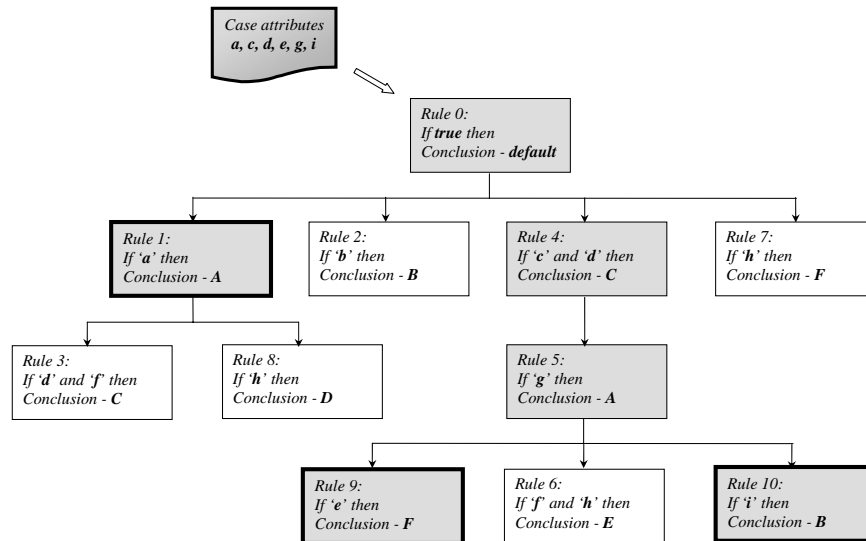 Case attributes
a, c, d, e, g, i
Rule 0:
If true then
Conclusion - default
Rule 1:
If ‘a’ then
Conclusion - A
Rule 2:
If ‘b’ then
Conclusion - B
Rule 4:
If ‘c’ and ‘d’ then
Conclusion - C
Rule 7:
If ‘h’ then
Conclusion - F
Rule 3:
If ‘d’ and ‘f’ then
Conclusion - C
Rule 8:
If ‘h’ then
Conclusion - D
Rule 5:
If ‘g’ then
Conclusion - A
Rule 9:
If ‘e’ then
Conclusion - F
Rule 6:
If ‘f’ and ‘h’ then
Conclusion - E
Rule 10:
If ‘i’ then
Conclusion - B